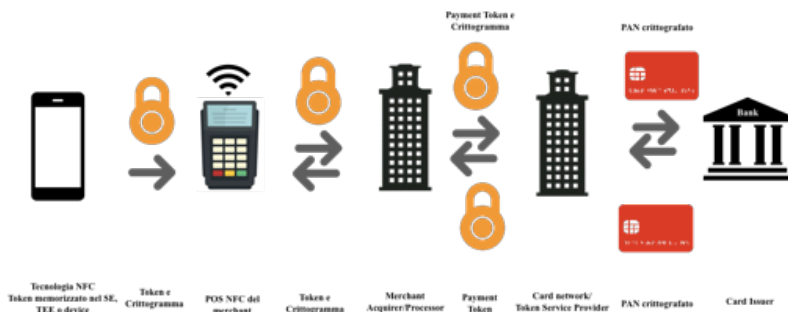 Payment Token e
Crittogramma
PAN crittografato
Bank
Tecnologia NFC
Token memorizzato nel SE,
TEE o device
Token e
Crittogramma
POS NFC del
merchant
Token e
Crittogramma
Merchant
Acquirer/Processor
Payment
Token
Card network/
Token Service Provider
PAN crittografato
Card Issuer